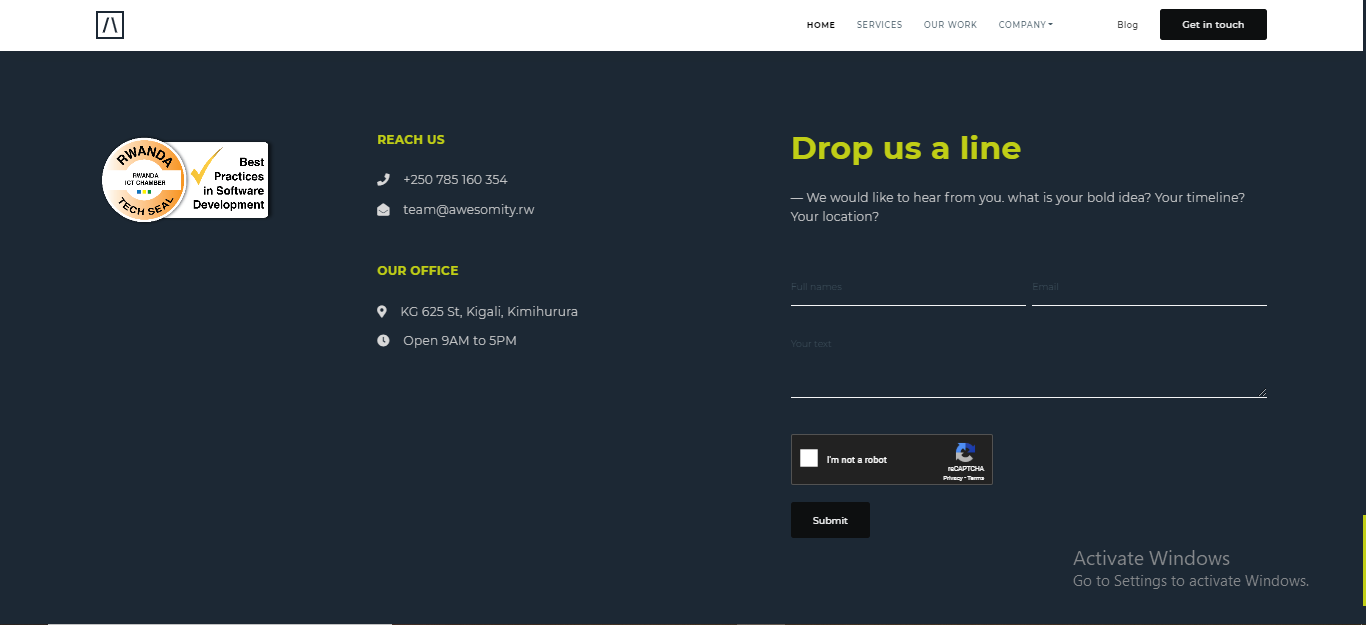 /\
HOME SERVICES OUR WORK COMPANY Blog Get in touch
RWANDA
RWANDA
ICT CHAMBER
TECH SEAL
Best
Practices
in Software
Development
REACH US
+250 785 160 354
team@awesomity.rw
OUR OFFICE
KG 625 St, Kigali, Kimihurura
Open 9AM to 5PM
Drop us a line
— We would like to hear from you. what is your bold idea? Your timeline?
Your location?
Full names Email
Your text
I'm not a robot
reCAPTCHA
Privacy - Terms
Submit
Activate Windows
Go to Settings to activate Windows.